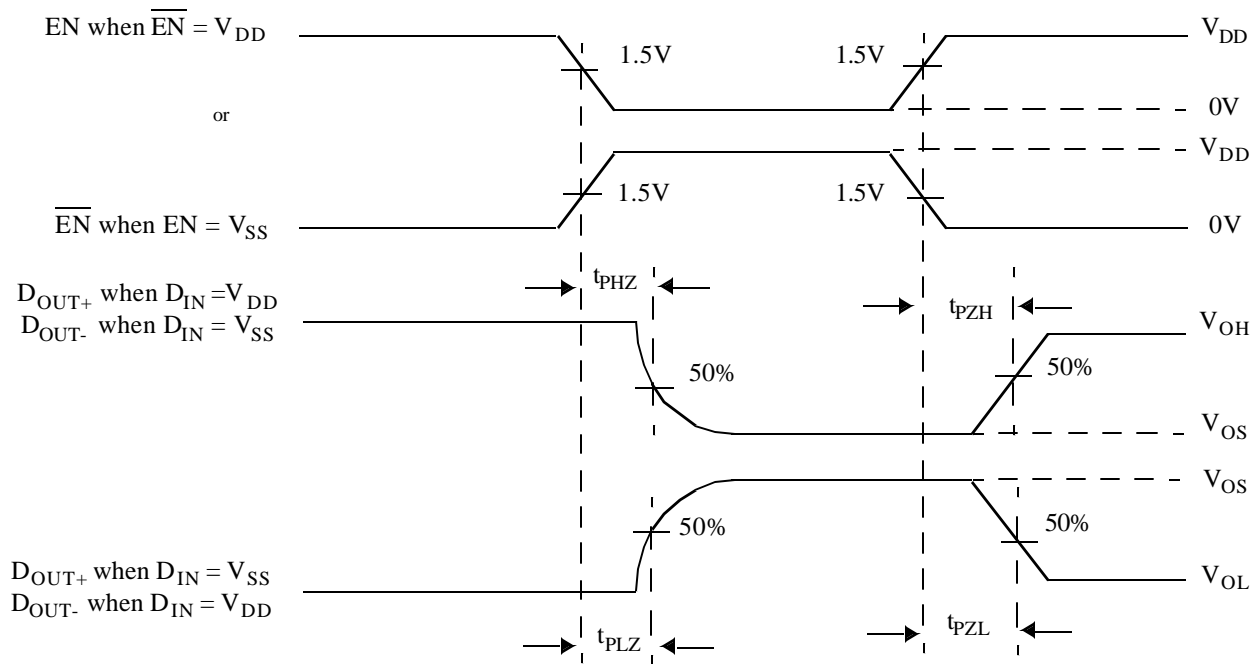 EN when E̅N̅ = VDD
1.5V
1.5V
VDD
or
0V
VDD
1.5V
1.5V
E̅N̅ when EN = VSS
0V
tPHZ
DOUT+ when DIN =VDD
tPZH
DOUT- when DIN = VSS
VOH
50%
50%
VOS
VOS
50%
50%
DOUT+ when DIN = VSS
VOL
DOUT- when DIN = VDD
tPLZ
tPZL